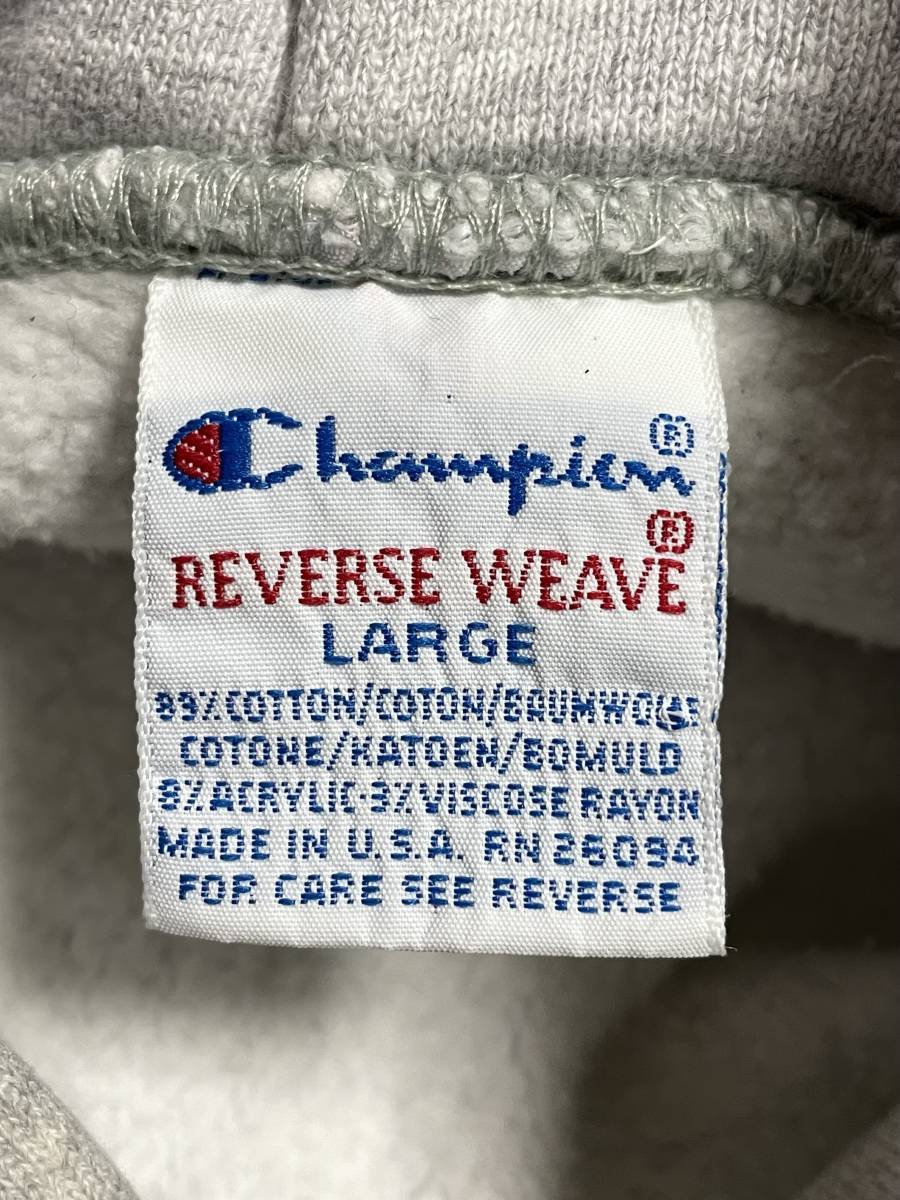 Champion®
REVERSE WEAVE®
LARGE
89% COTTON/COTON/BAUMWOLLE
COTONE/KATOEN/BOMULD
8% ACRYLIC·3% VISCOSE RAYON
MADE IN U.S.A. RN 26094
FOR CARE SEE REVERSE